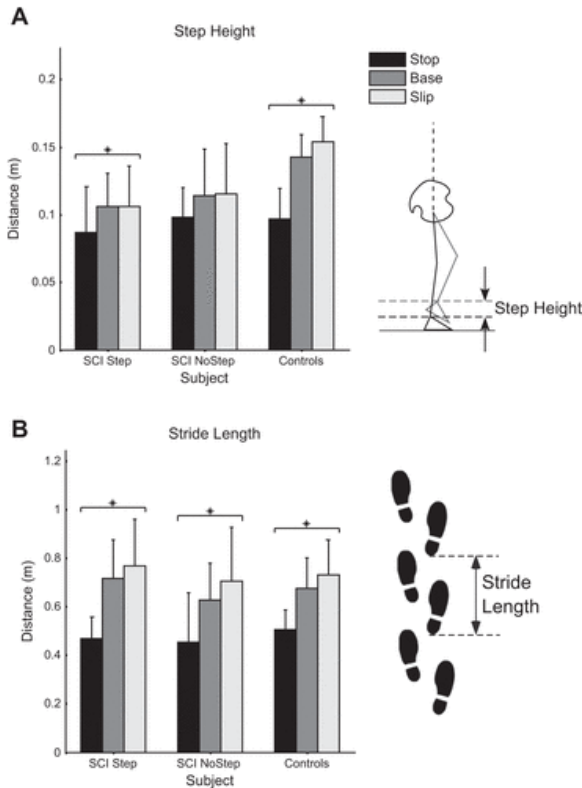 A
Step Height
Stop
Base
Slip
Distance (m)
0.2
0.15
0.1
0.05
0
SCI Step
SCI NoStep
Controls
Subject
Step Height
B
Stride Length
Distance (m)
1.2
1
0.8
0.6
0.4
0.2
0
SCI Step
SCI NoStep
Controls
Subject
Stride
Length